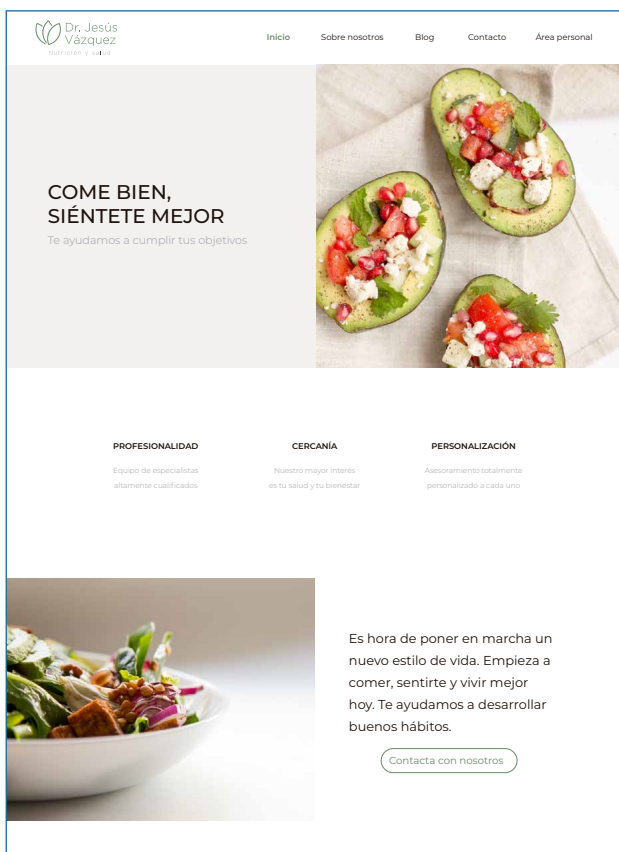 Dr. Jesús
Vázquez
Nutrición y salud
Inicio
Sobre nosotros
Blog
Contacto
Área personal
COME BIEN,
SIÉNTETE MEJOR
Te ayudamos a cumplir tus objetivos
PROFESIONALIDAD
Equipo de especialistas
altamente cualificados
CERCANÍA
Nuestro mayor interés
es tu salud y tu bienestar
PERSONALIZACIÓN
Asesoramiento totalmente
personalizado a cada uno
Es hora de poner en marcha un
nuevo estilo de vida. Empieza a
comer, sentirte y vivir mejor
hoy. Te ayudamos a desarrollar
buenos hábitos.
Contacta con nosotros